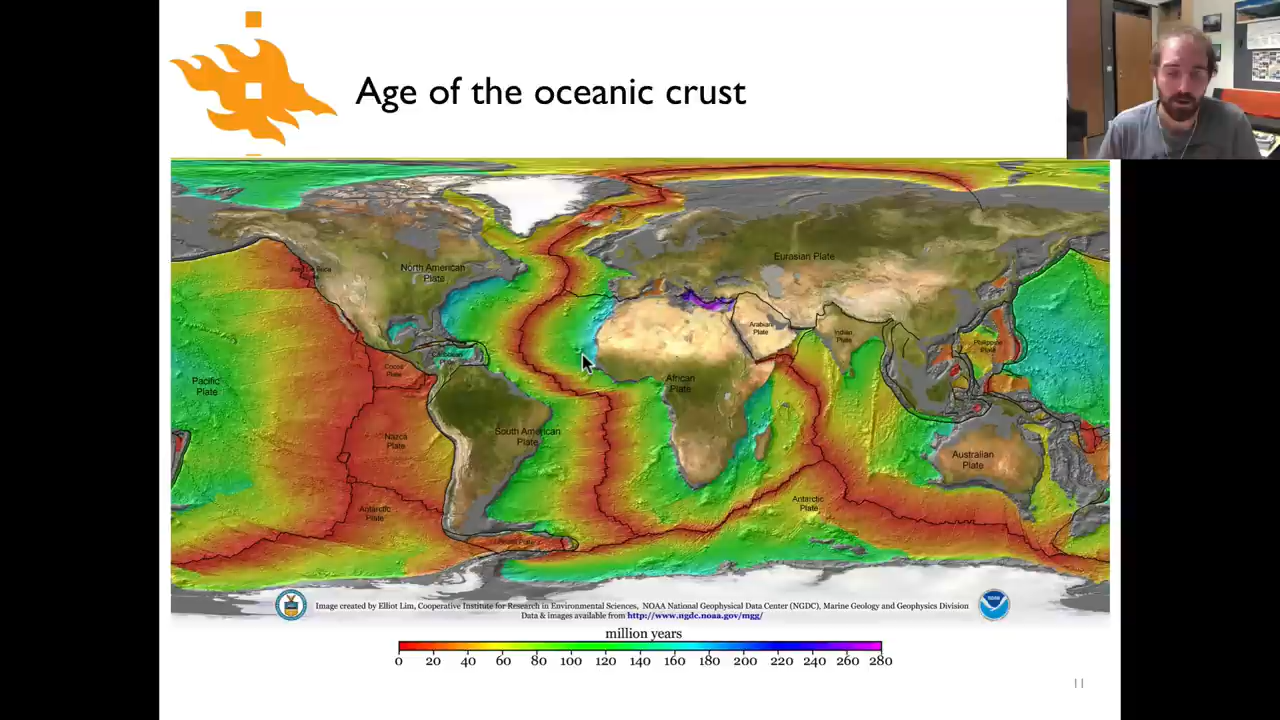 Age of the oceanic crust
North American
Plate
Eurasian Plate
Arabian
Plate
Indian
Plate
Philippine
Plate
Caribbean
Plate
Cocos
Plate
Pacific
Plate
African
Plate
Nazca
Plate
South American
Plate
Australian
Plate
Antarctic
Plate
Antarctic
Plate
Image created by Elliot Lim, Cooperative Institute for Research in Environmental Sciences, NOAA National Geophysical Data Center (NGDC), Marine Geology and Geophysics Division
Data & images available from http://www.ngdc.noaa.gov/mgg/
million years
0 20 40 60 80 100 120 140 160 180 200 220 240 260 280
11